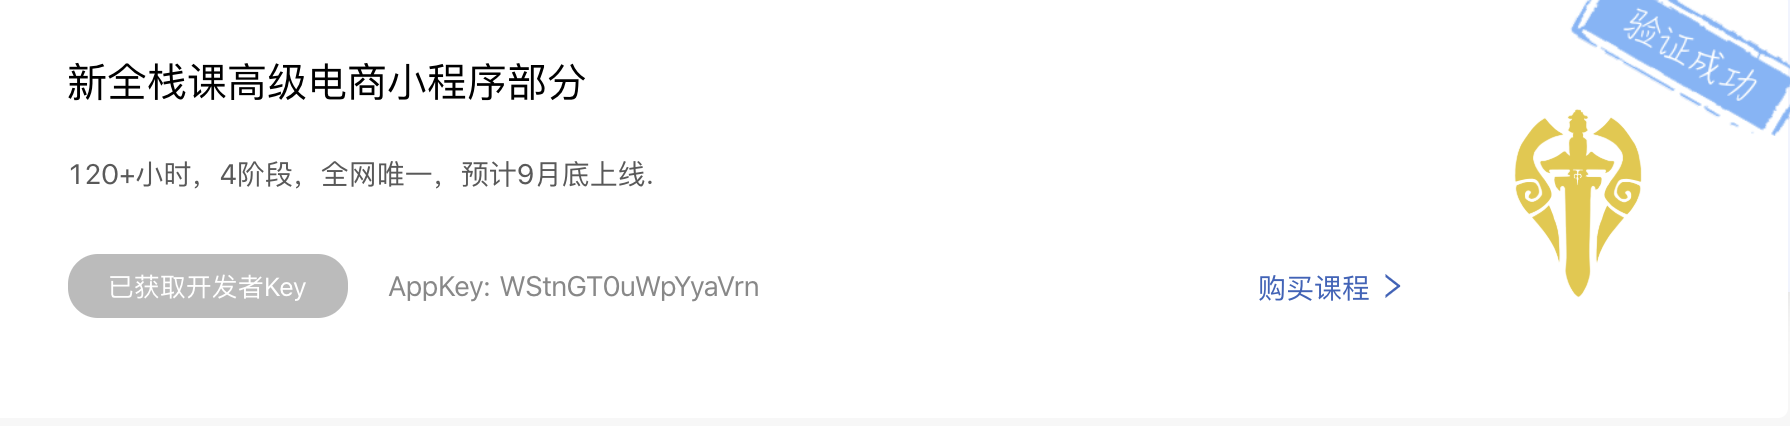 验证成功
新全栈课高级电商小程序部分
120+小时，4阶段，全网唯一，预计9月底上线.
已获取开发者Key
AppKey: WStnGT0uWpYyaVrn
购买课程 >